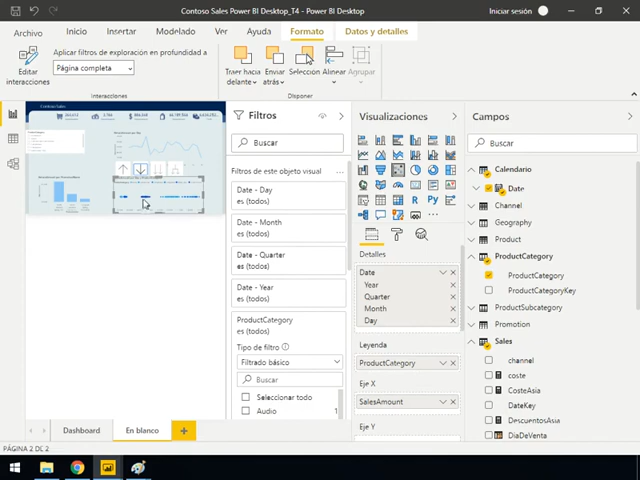 Contoso Sales Power BI Desktop_T4 - Power BI Desktop
Iniciar sesión
Archivo
Inicio
Insertar
Modelado
Ver
Ayuda
Formato
Datos y detalles
Aplicar filtros de exploración en profundidad a
Página completa
Editar
interacciones
Interacciones
Traer hacia
delante
Enviar
atrás
Selección
Alinear
Agrupar
Disponer
Contoso Sales
Filtros
Buscar
Filtros de este objeto visual
Date - Day
es (todos)
Date - Month
es (todos)
Date - Quarter
es (todos)
Date - Year
es (todos)
ProductCategory
es (todos)
Tipo de filtro
Filtrado básico
Buscar
Seleccionar todo
Audio 1
Visualizaciones
Detalles
Date
Year
Quarter
Month
Day
Leyenda
ProductCategory
Eje X
SalesAmount
Eje Y
Campos
Buscar
Calendario
Date
Channel
Geography
Product
ProductCategory
ProductCategory
ProductCategoryKey
ProductSubcategory
Promotion
Sales
channel
coste
CosteAsia
DateKey
DescuentosAsia
DiaDeVenta
Dashboard
En blanco
PÁGINA 2 DE 2